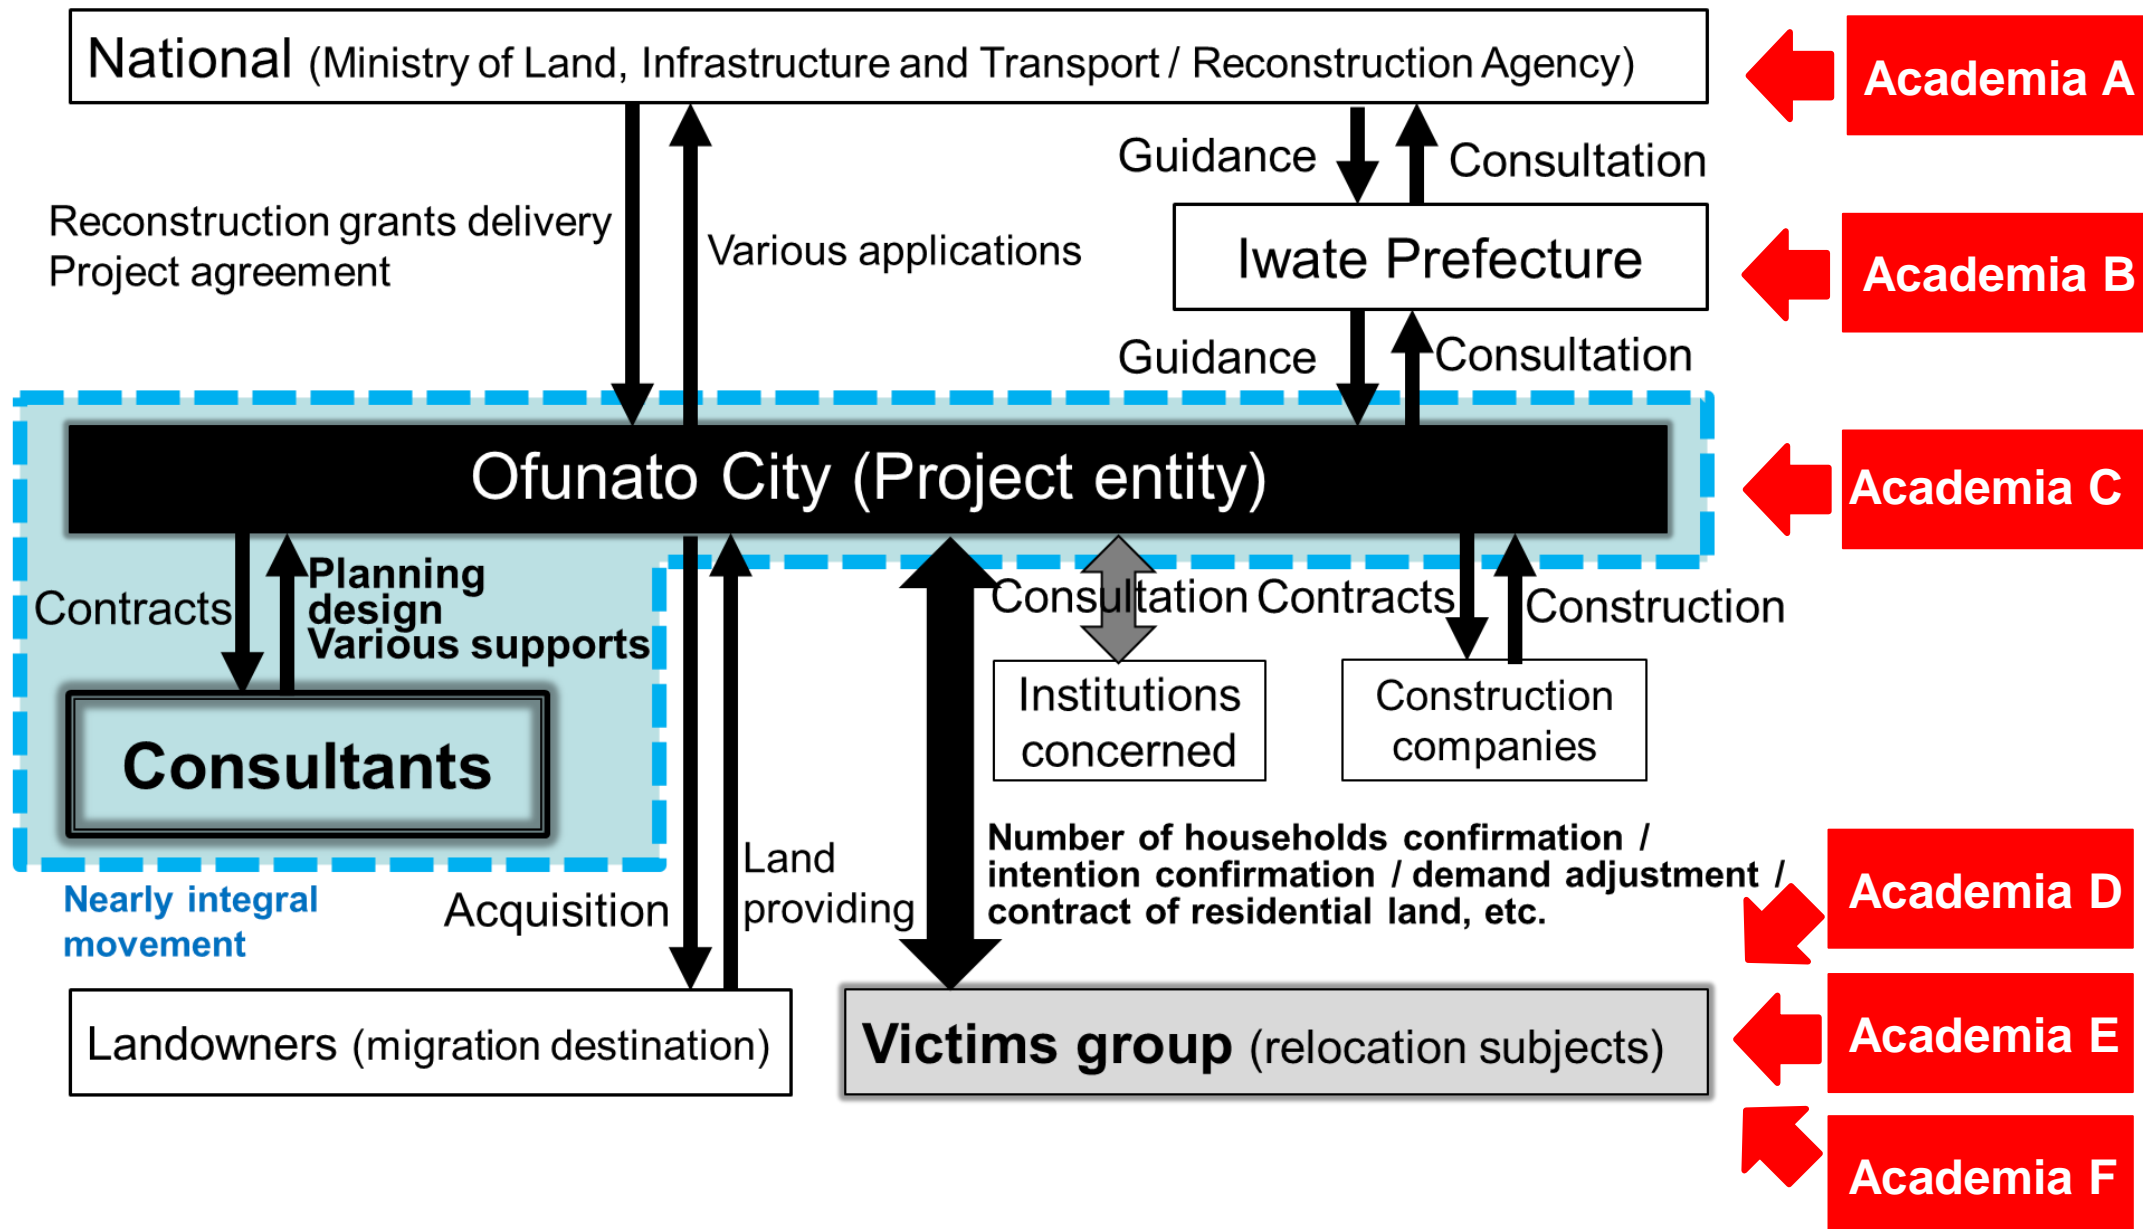 National (Ministry of Land, Infrastructure and Transport / Reconstruction Agency)
Academia A
Guidance
Consultation
Reconstruction grants delivery
Project agreement
Various applications
Iwate Prefecture
Academia B
Guidance
Consultation
Ofunato City (Project entity)
Academia C
Contracts
Planning
design
Various supports
Consultation
Contracts
Construction
Consultants
Institutions
concerned
Construction
companies
Nearly integral
movement
Acquisition
Land
providing
Number of households confirmation /
intention confirmation / demand adjustment /
contract of residential land, etc.
Academia D
Landowners (migration destination)
Victims group (relocation subjects)
Academia E
Academia F